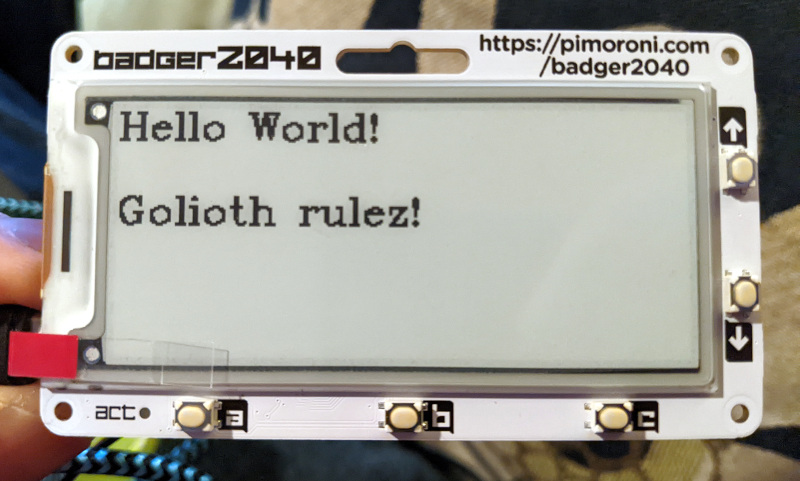 badger2040
https://pimoroni.com
/badger2040
Hello World!
Golioth rulez!
act
a
b
c